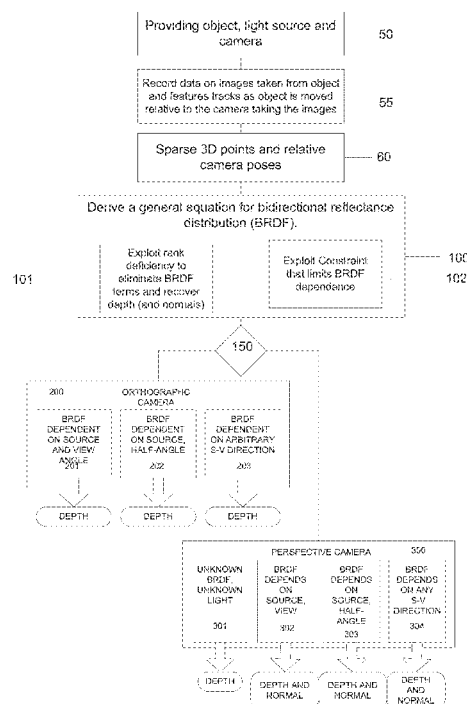 Providing object, light source and
camera
50
Record data on images taken from object
and features tracks as object is moved
relative to the camera taking the images
55
Sparse 3D points and relative
camera poses
60
Derive a general equation for bidirectional reflectance
distribution (BRDF).
100
101
Exploit rank
deficiency to
eliminate BRDF
terms and recover
depth (and normals)
Exploit Constraint
that limits BRDF
dependence.
102
150
200
ORTHOGRAPHIC
CAMERA
BRDF
DEPENDENT
ON SOURCE
AND VIEW
ANGLE
201
BRDF
DEPENDENT
ON SOURCE,
HALF-ANGLE
202
BRDF
DEPENDENT
ON ARBITRARY
S-V DIRECTION
203
DEPTH
DEPTH
DEPTH
PERSPECTIVE CAMERA
UNKNOWN
BRDF,
UNKNOWN
LIGHT
301
BRDF
DEPENDS
ON
SOURCE,
VIEW
302
BRDF
DEPENDS
ON
SOURCE,
HALF-
ANGLE
303
BRDF
DEPENDS
ON ANY
S-V
DIRECTION
304
DEPTH
DEPTH AND
NORMAL
DEPTH AND
NORMAL
DEPTH
AND
NORMAL